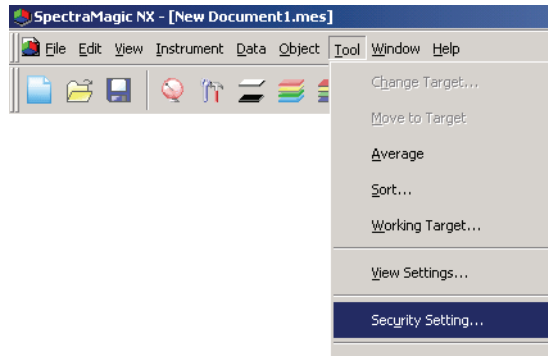 SpectraMagic NX - [New Document1.mes]
File Edit View Instrument Data Object Tool Window Help
Change Target...
Move to Target
Average
Sort...
Working Target...
View Settings...
Security Setting...